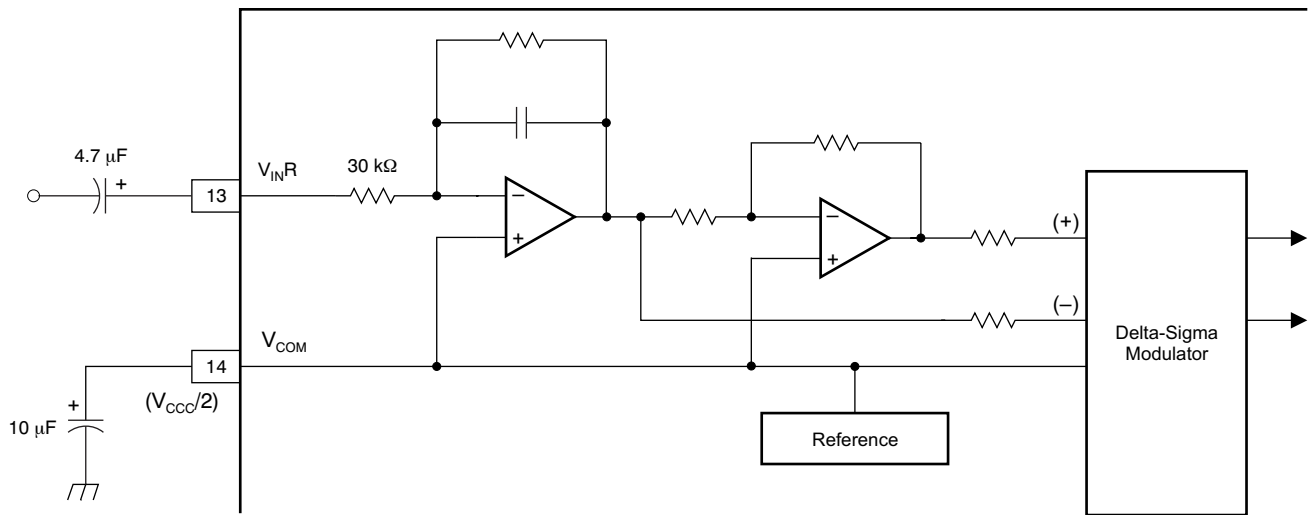 4.7 μF
+
13
V_INR
30 kΩ
−
+
−
+
(+)
(−)
Delta-Sigma
Modulator
V_COM
14
(V_CCC/2)
+
10 μF
Reference